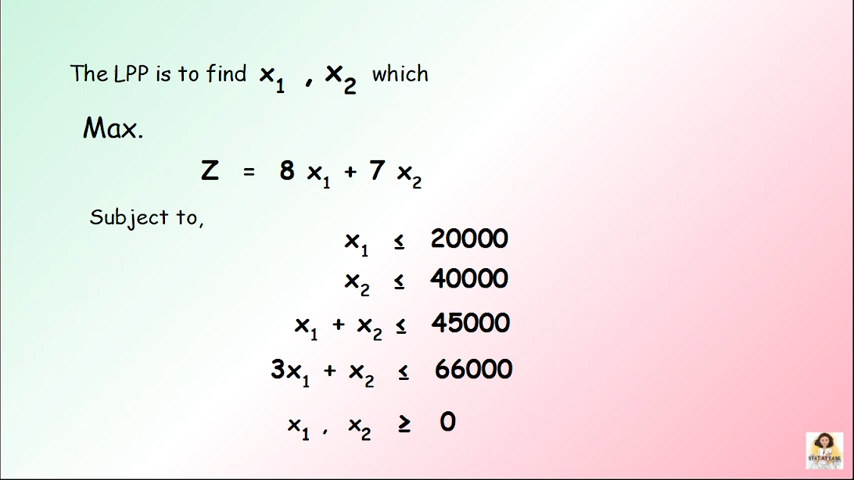 The LPP is to find x₁ , x₂ which
Max.
Z = 8 x₁ + 7 x₂
Subject to,
x₁ ≤ 20000
x₂ ≤ 40000
x₁ + x₂ ≤ 45000
3x₁ + x₂ ≤ 66000
x₁ , x₂ ≥ 0